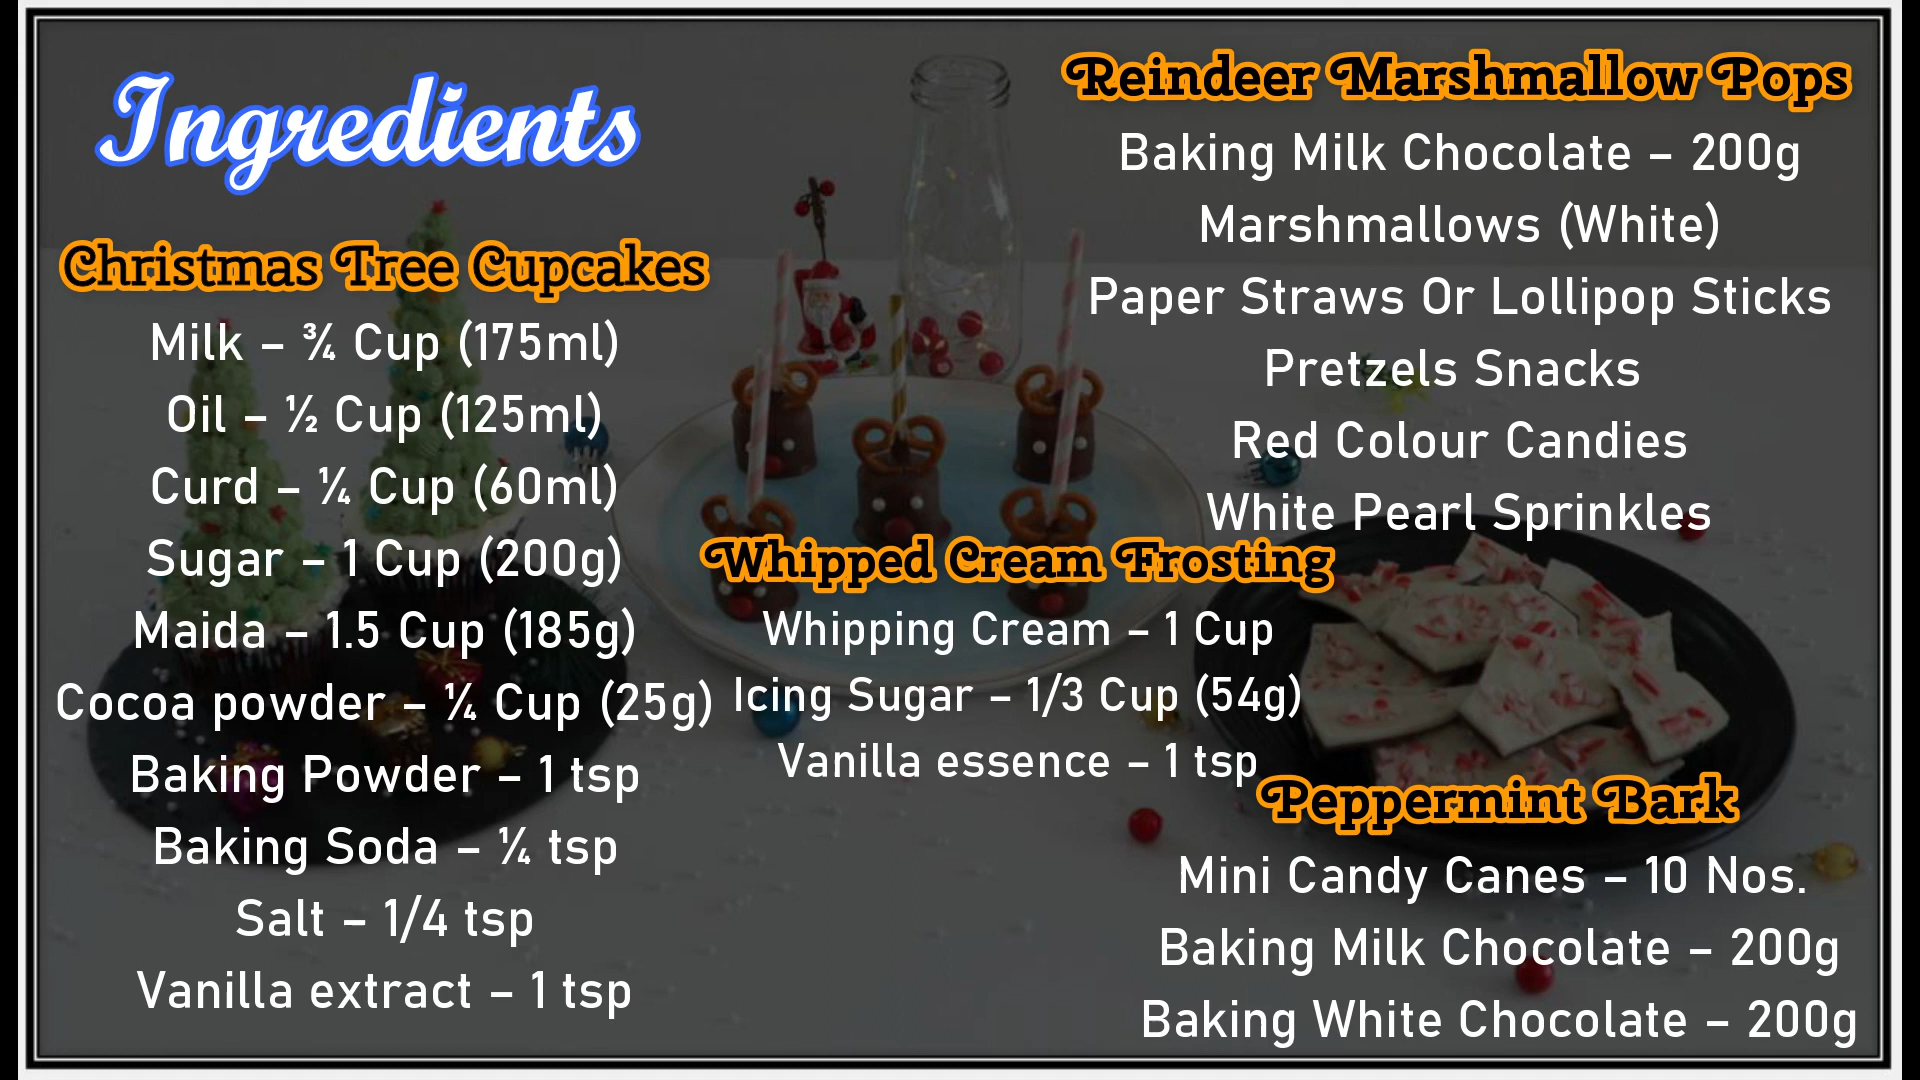 Ingredients
Christmas Tree Cupcakes
Milk – ¾ Cup (175ml)
Oil – ½ Cup (125ml)
Curd – ¼ Cup (60ml)
Sugar – 1 Cup (200g)
Maida – 1.5 Cup (185g)
Cocoa powder – ¼ Cup (25g)
Baking Powder – 1 tsp
Baking Soda – ¼ tsp
Salt – 1/4 tsp
Vanilla extract – 1 tsp
Whipped Cream Frosting
Whipping Cream – 1 Cup
Icing Sugar – 1/3 Cup (54g)
Vanilla essence – 1 tsp
Reindeer Marshmallow Pops
Baking Milk Chocolate – 200g
Marshmallows (White)
Paper Straws Or Lollipop Sticks
Pretzels Snacks
Red Colour Candies
White Pearl Sprinkles
Peppermint Bark
Mini Candy Canes – 10 Nos.
Baking Milk Chocolate – 200g
Baking White Chocolate – 200g